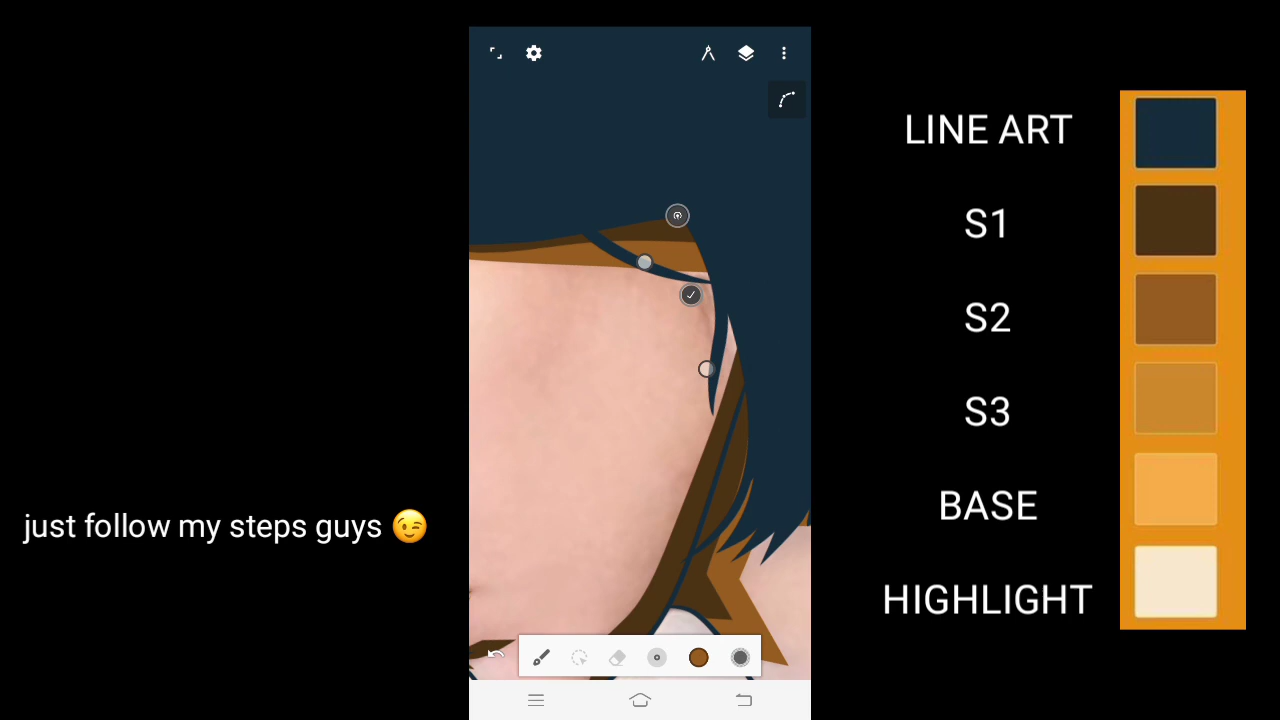 LINE ART
S1
S2
S3
just follow my steps guys 😉
BASE
HIGHLIGHT